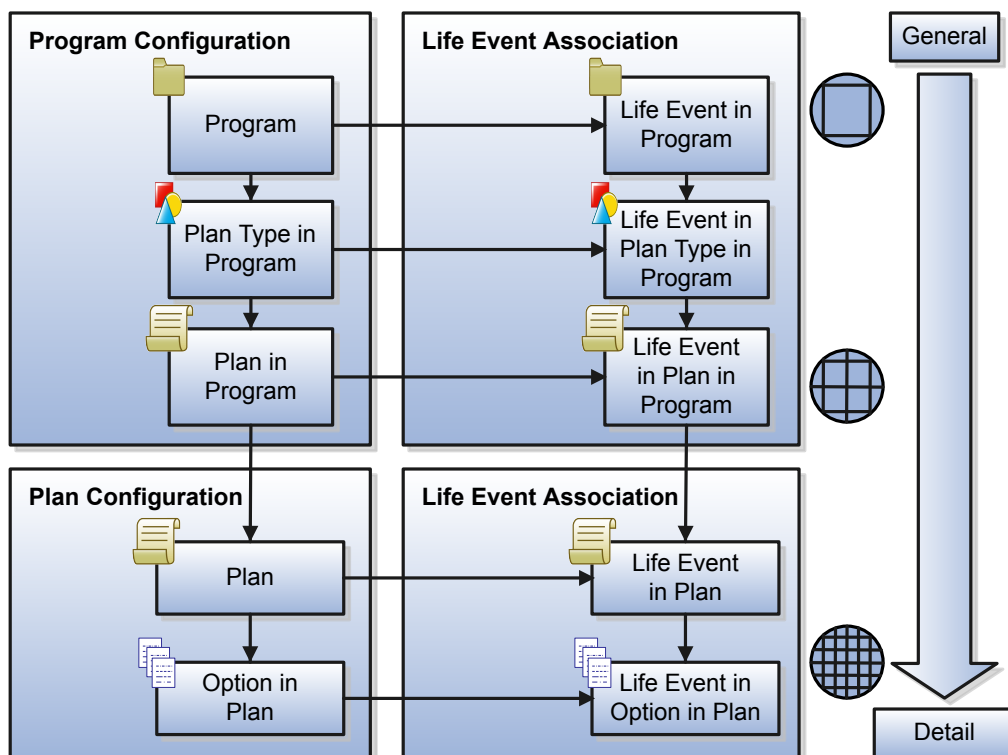 Program Configuration
Life Event Association
General
Program
Life Event in
Program
Plan Type in
Program
Life Event in
Plan Type in
Program
Plan in
Program
Life Event
in Plan in
Program
Plan Configuration
Life Event Association
Plan
Life Event
in Plan
Option in
Plan
Life Event in
Option in Plan
Detail